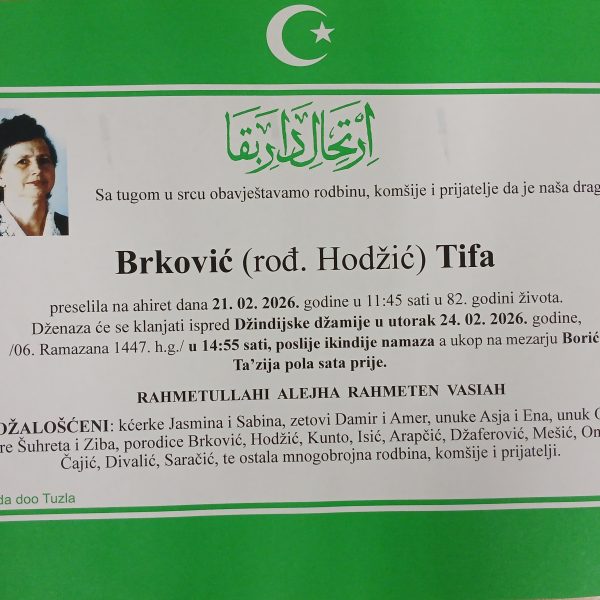 اِرْتِحَالِ دَارِ بَقَا
Sa tugom u srcu obavještavamo rodbinu, komšije i prijatelje da je naša drag
Brković (rođ. Hodžić) Tifa
preselila na ahiret dana 21. 02. 2026. godine u 11:45 sati u 82. godini života.
Dženaza će se klanjati ispred Džindijske džamije u utorak 24. 02. 2026. godine,
/06. Ramazana 1447. h.g./ u 14:55 sati, poslije ikindije namaza a ukop na mezarju Borić
Ta'zija pola sata prije.
RAHMETULLAHI ALEJHA RAHMETEN VASIAH
OŽALOŠĆENI: kćerke Jasmina i Sabina, zetovi Damir i Amer, unuke Asja i Ena, unuk
re Šuhreta i Ziba, porodice Brković, Hodžić, Kunto, Isić, Arapčić, Džaferović, Mešić,
Čajić, Divalić, Saračić, te ostala mnogobrojna rodbina, komšije i prijatelji.
da doo Tuzla